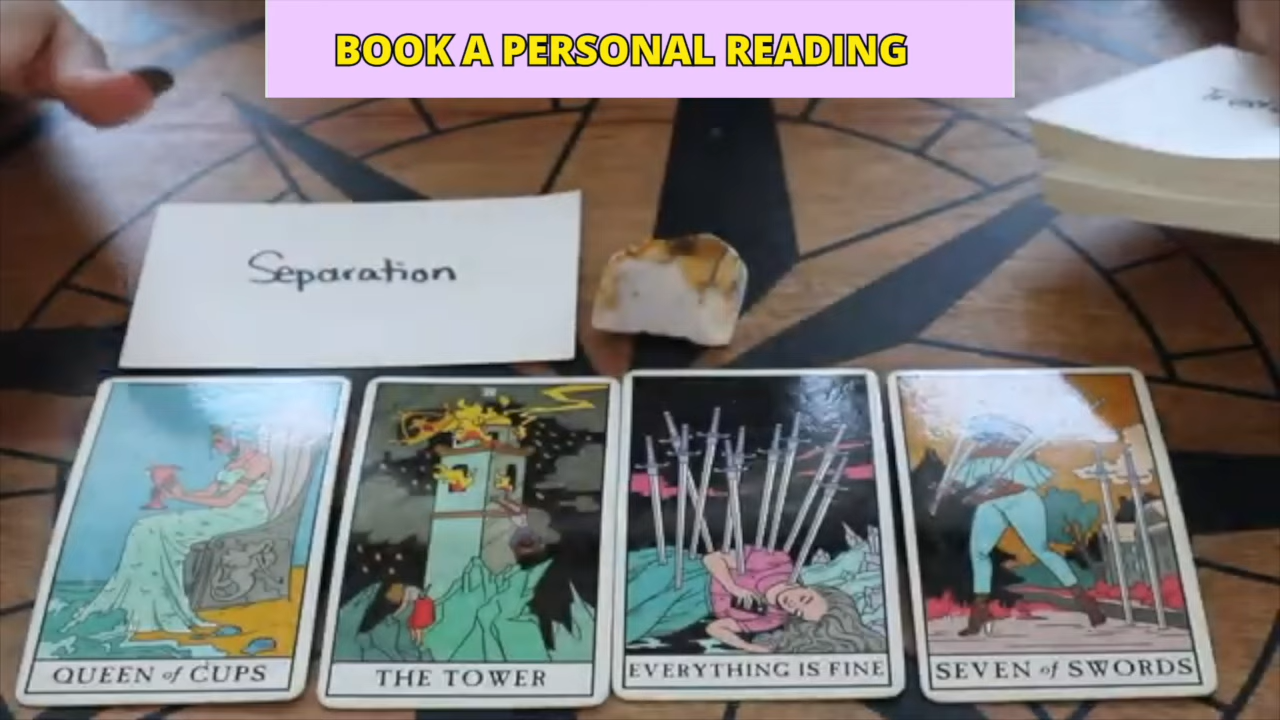 BOOK A PERSONAL READING
Separation
QUEEN of CUPS
THE TOWER
EVERYTHING IS FINE
SEVEN of SWORDS